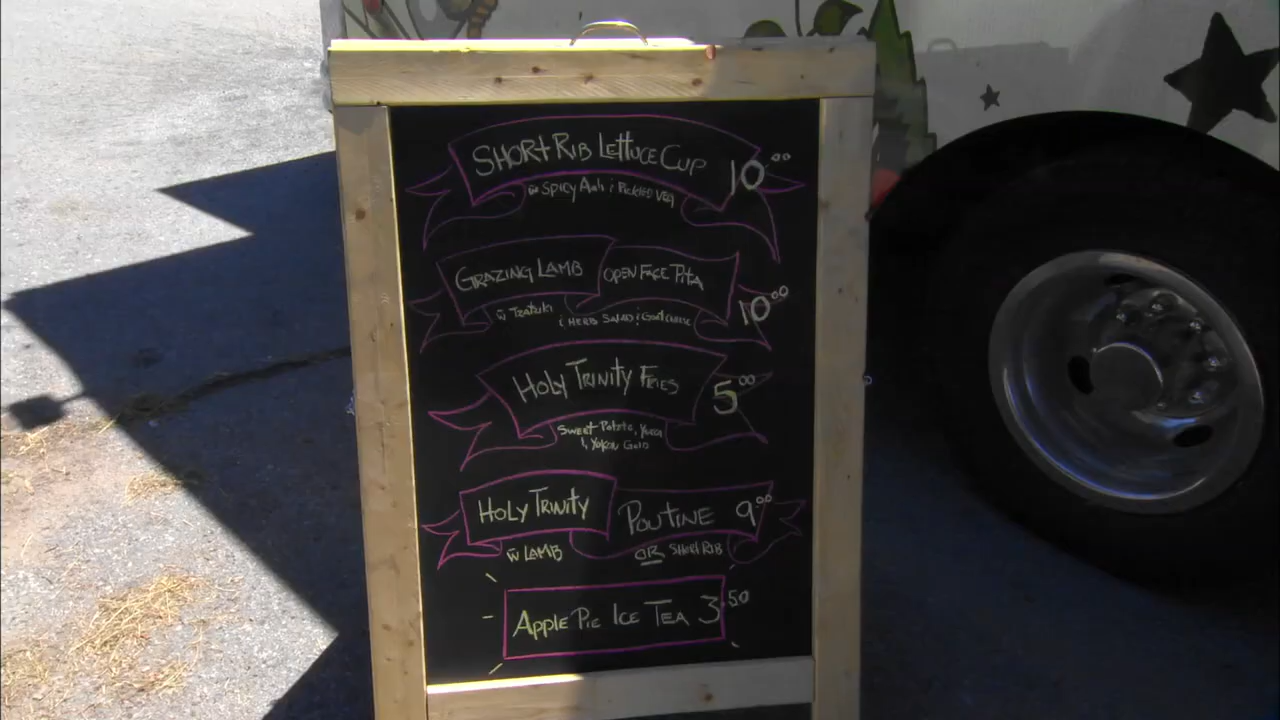 SHORT RIB LETTUCE CUP 10.00
w̄ SPICY Aioli & PICKLED VEG
GRAZING LAMB OPEN FACE PITA 10.00
w̄ Tzatziki & HERB SALAD & Goat CHEESE
HOLY TRINITY FRIES 5.00
SWEET Potato, YUCCA
& YUKON GOLD
HOLY TRINITY POUTINE 9.00
w̄ LAMB OR SHORT RIB
Apple Pie Ice Tea 3.50